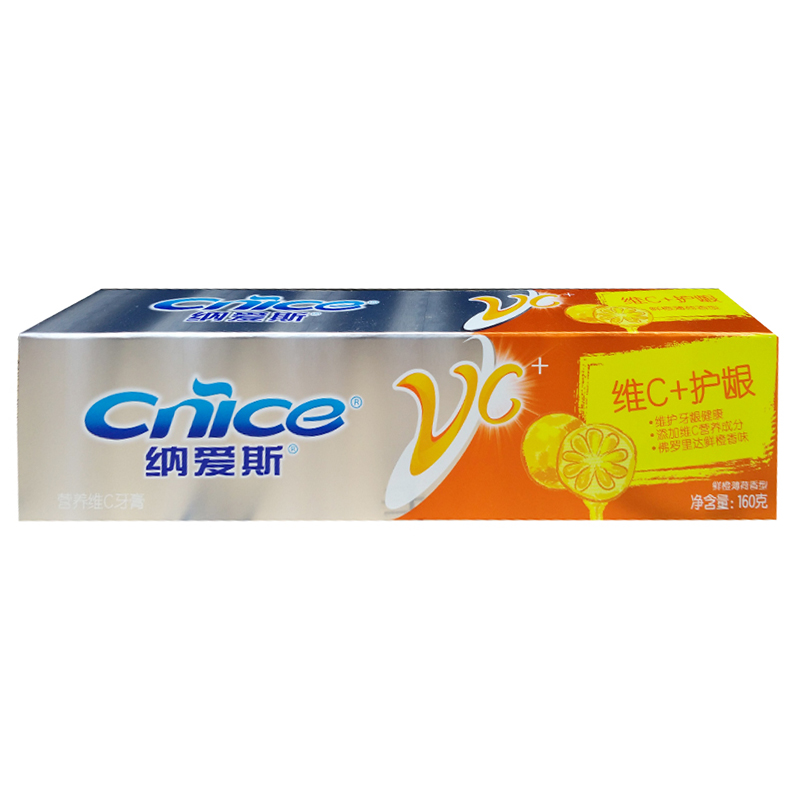 Cnice®
纳爱斯®
VC+
维C+护龈
Cnice®
纳爱斯®
营养维C牙膏
VC+
维C+护龈
•维护牙龈健康
•添加维C营养成分
•佛罗里达鲜橙香味
鲜橙薄荷香型
净含量：160克